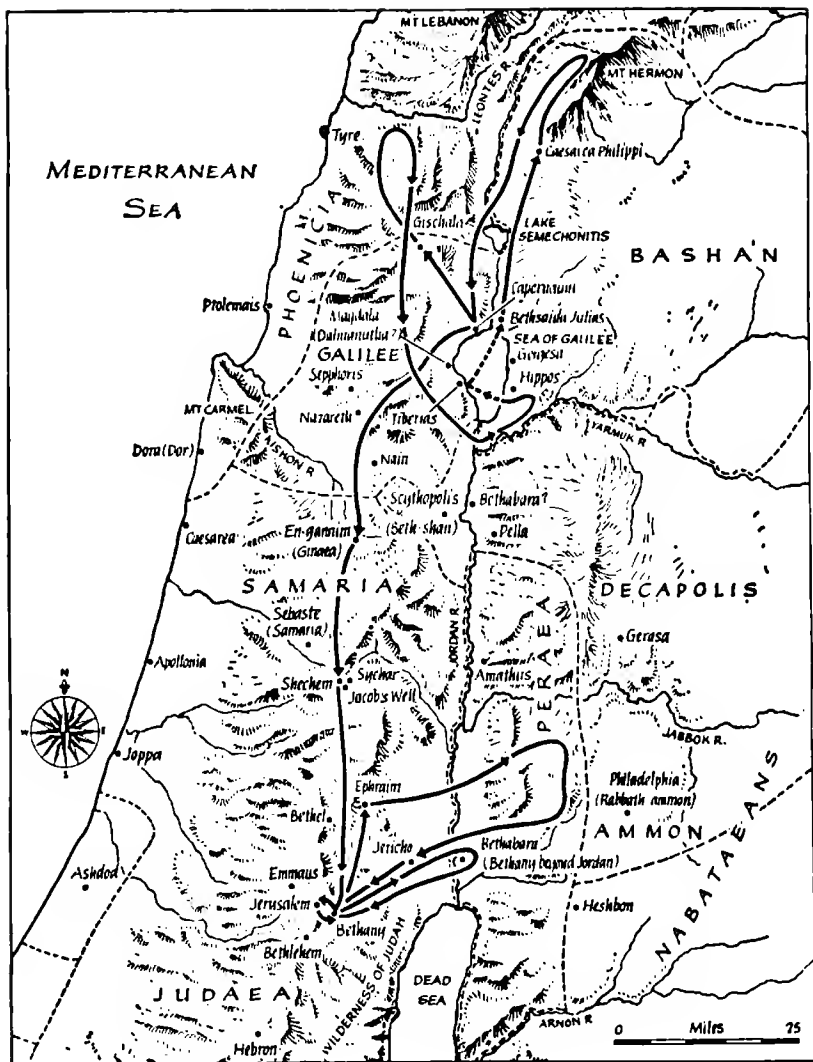 MT LEBANON
LEONTES R.
MT HERMON
Tyre
Caesarea Philippi
MEDITERRANEAN
SEA
PHOENICIA
Gischala
LAKE
SEMECHONITIS
BASHAN
Capernaum
Ptolemais
Magdala
(Dalmanutha?)
Bethsaida Julias
SEA OF GALILEE
GALILEE
Gergesa
Sepphoris
Hippos
MT CARMEL
Nazareth
Tiberias
YARMUK R.
KISHON R.
Dora (Dor)
Nain
Scythopolis
(Beth-shan)
Bethabara?
Caesarea
En-gannim
(Ginaea)
Pella
SAMARIA
DECAPOLIS
Sebaste
(Samaria)
JORDAN R.
PERAEA
Gerasa
Apollonia
N
W
E
S
Shechem
Sychar
Jacob's Well
Amathus
JABBOK R.
Joppa
Ephraim
Philadelphia
(Rabbath ammon)
Bethel
AMMON
Jericho
Bethabara
(Bethany beyond Jordan)
NABATAEANS
Ashdod
Emmaus
Jerusalem
Heshbon
Bethany
Bethlehem
WILDERNESS OF JUDAH
DEAD
SEA
JUDAEA
ARNON R.
0 Miles 25
Hebron